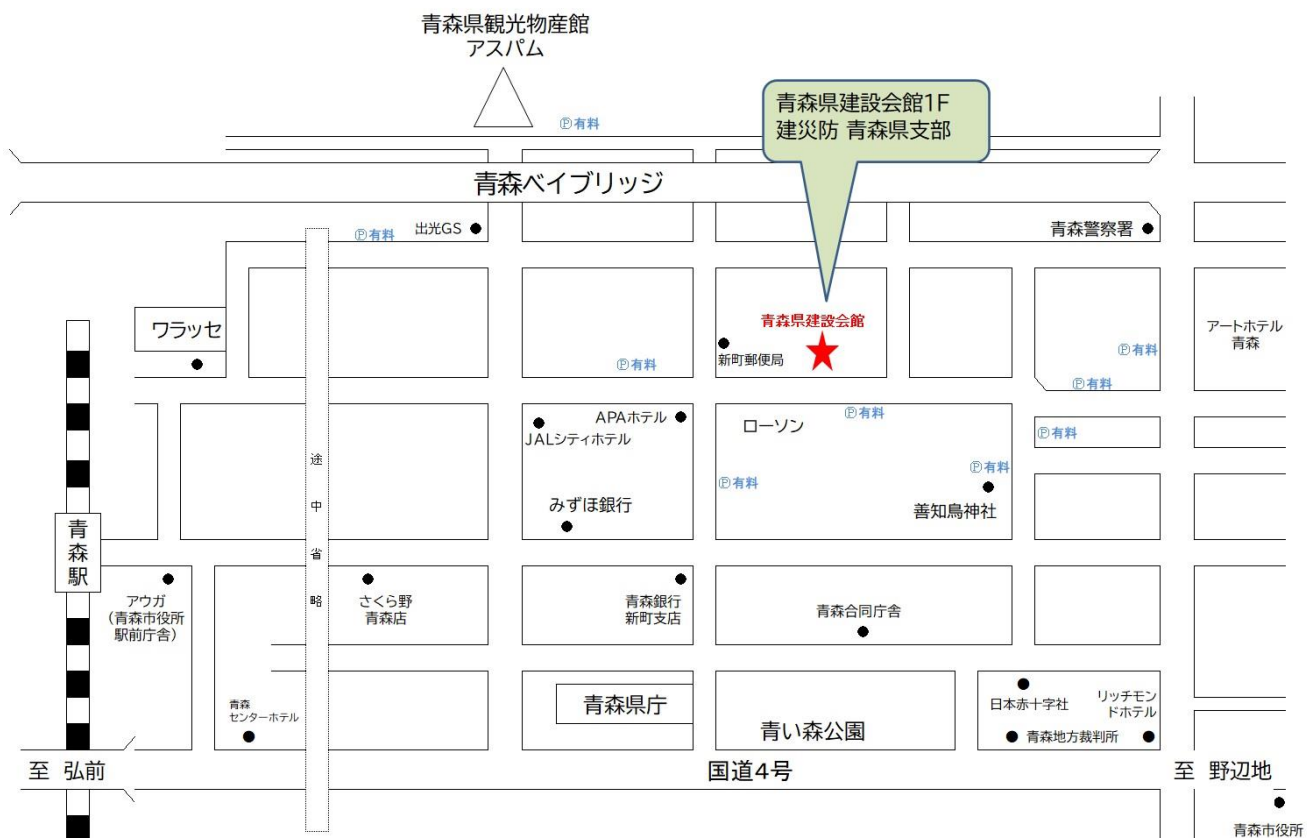 青森県観光物産館
アスパム
Ⓟ有料
青森県建設会館1F
建災防 青森県支部
青森ベイブリッジ
Ⓟ有料
出光GS
青森警察署
ワラッセ
青森県建設会館
新町郵便局
アートホテル
青森
Ⓟ有料
Ⓟ有料
Ⓟ有料
APAホテル
JALシティホテル
ローソン
Ⓟ有料
Ⓟ有料
途中省略
Ⓟ有料
Ⓟ有料
みずほ銀行
善知鳥神社
青森駅
アウガ
(青森市役所
駅前庁舎)
さくら野
青森店
青森銀行
新町支店
青森合同庁舎
青森
センターホテル
青森県庁
青い森公園
日本赤十字社
リッチモン
ドホテル
青森地方裁判所
至 弘前
国道4号
至 野辺地
青森市役所